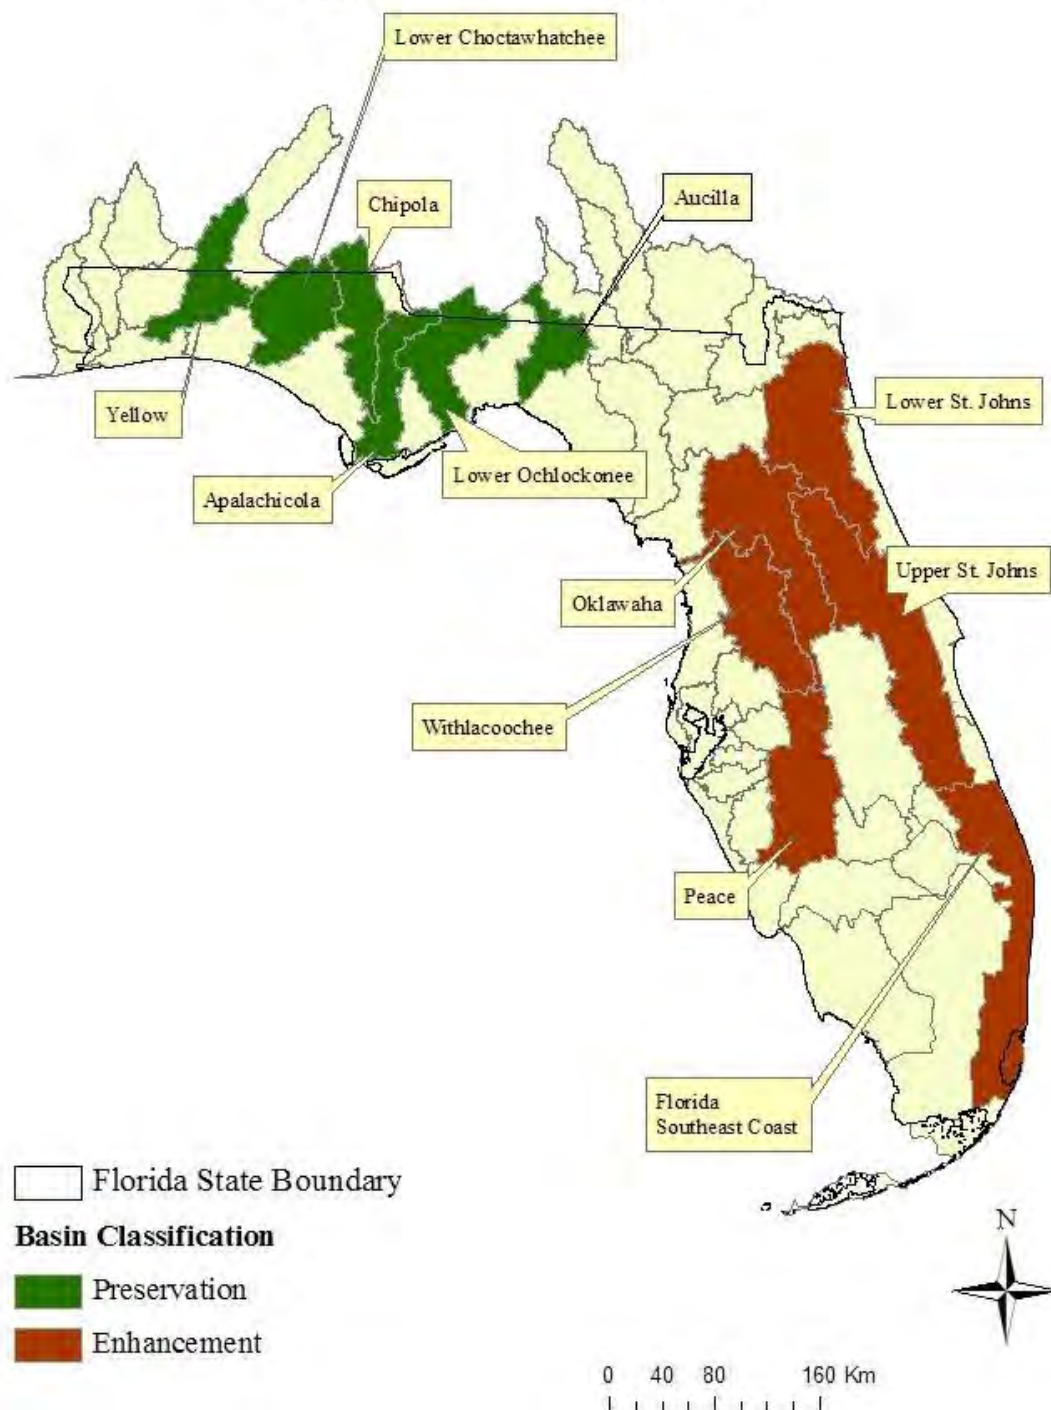 Lower Choctawhatchee
Chipola
Aucilla
Yellow
Lower St. Johns
Lower Ochlockonee
Apalachicola
Upper St. Johns
Oklawaha
Withlacoochee
Peace
Florida
Southeast Coast
Florida State Boundary
Basin Classification
Preservation
Enhancement
N
0 40 80 160 Km